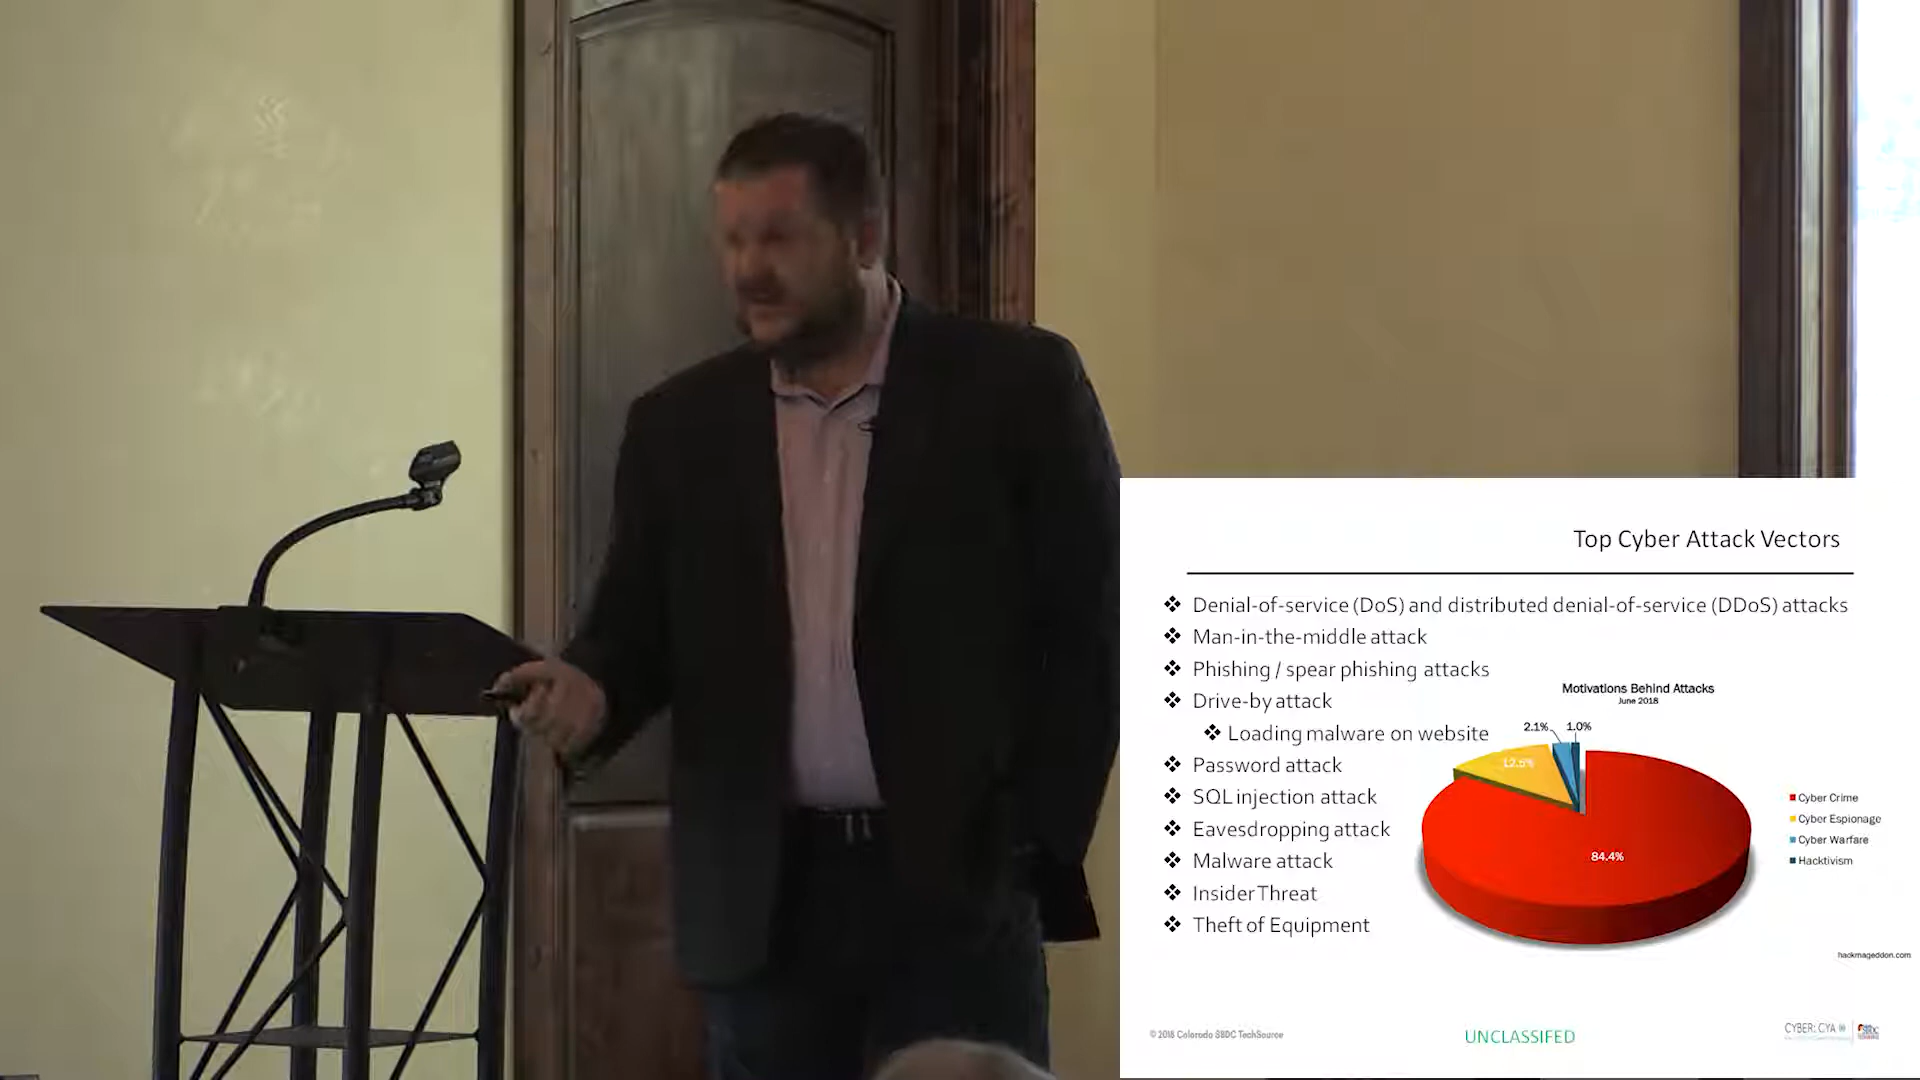 Top Cyber Attack Vectors
❖ Denial-of-service (DoS) and distributed denial-of-service (DDoS) attacks
❖ Man-in-the-middle attack
❖ Phishing / spear phishing attacks
❖ Drive-by attack
❖ Loading malware on website
❖ Password attack
❖ SQL injection attack
❖ Eavesdropping attack
❖ Malware attack
❖ Insider Threat
❖ Theft of Equipment
Motivations Behind Attacks
June 2018
2.1%
1.0%
12.5%
84.4%
Cyber Crime
Cyber Espionage
Cyber Warfare
Hacktivism
hackmageddon.com
© 2018 Colorado SBDC TechSource
UNCLASSIFED
CYBER: CYA